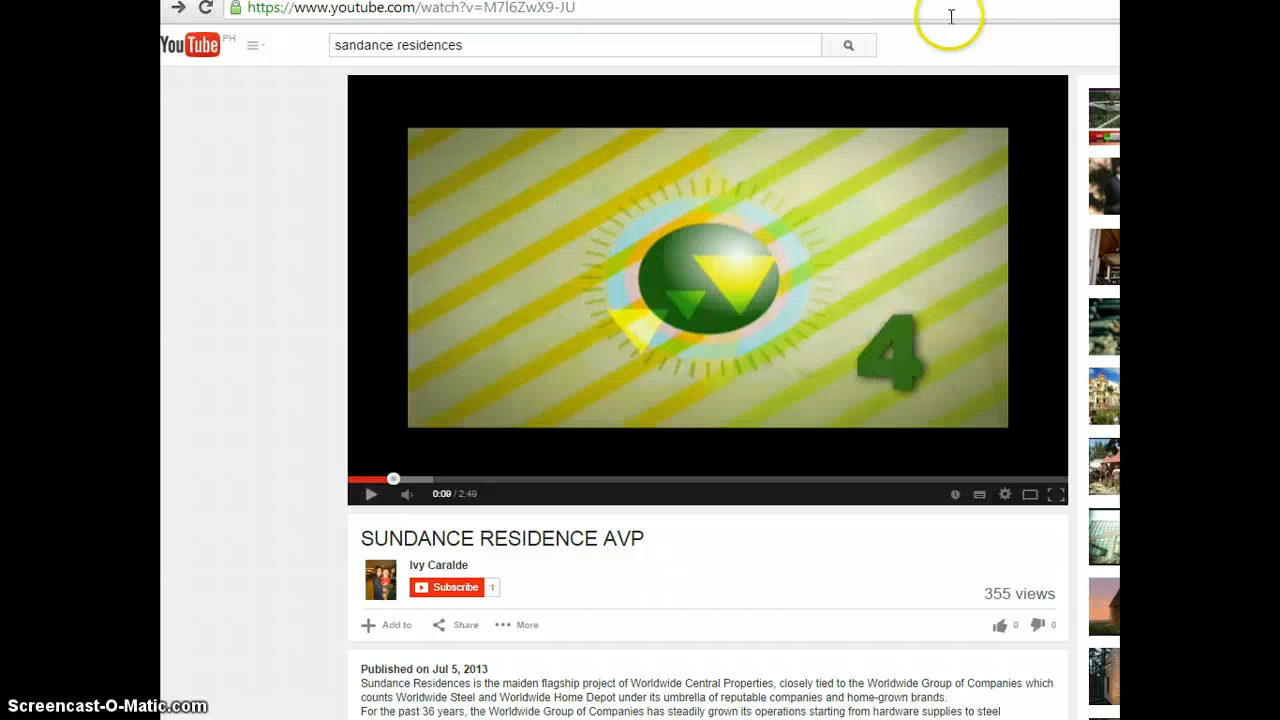 https://www.youtube.com/watch?v=M7l6ZwX9-JU
YouTube PH
sandance residences
4
0:09 / 2:49
SUNDANCE RESIDENCE AVP
Ivy Caralde
Subscribe 1
355 views
Add to Share More 0 0
Published on Jul 5, 2013
Sundance Residences is the maiden flagship project of Worldwide Central Properties, closely tied to the Worldwide Group of Companies which
counts Worldwide Steel and Worldwide Home Depot under its umbrella of reputable companies and home-grown brands.
For the past 36 years, the Worldwide Group of Companies has steadily grown its operations starting from hardware supplies to steel
Screencast-O-Matic.com